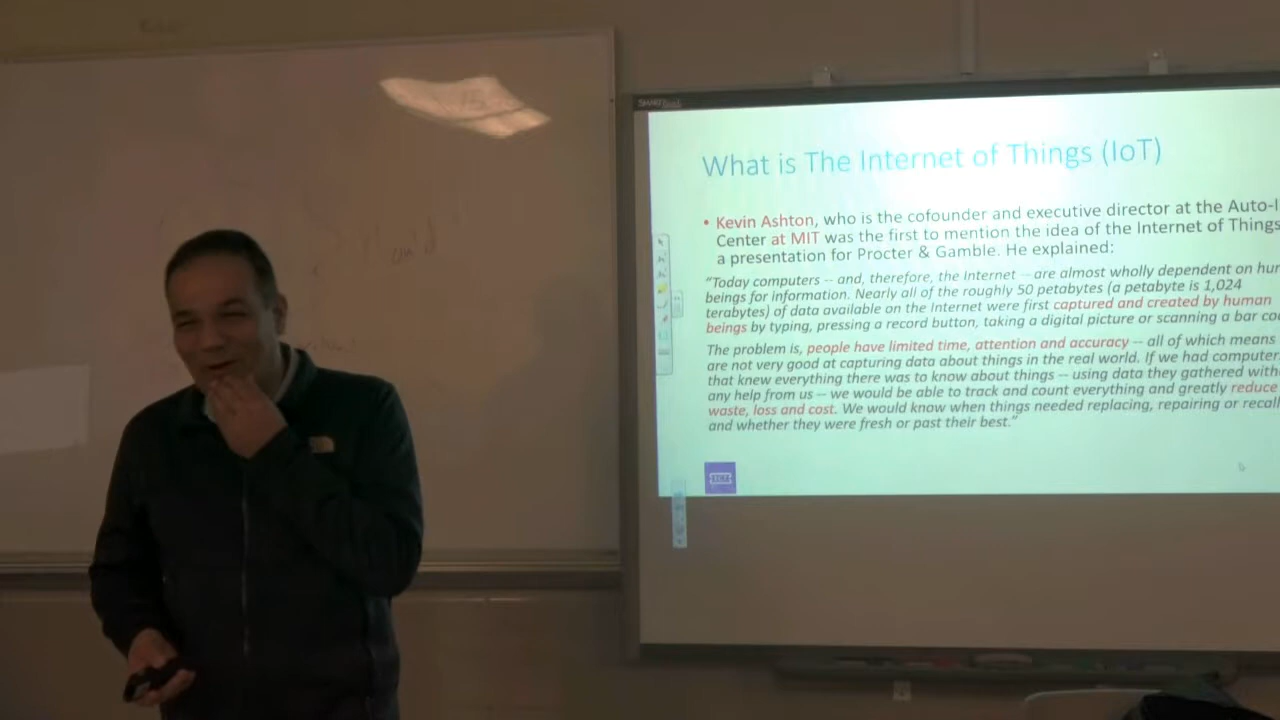 SMART
What is The Internet of Things (IoT)
• Kevin Ashton, who is the cofounder and executive director at the Auto-I
Center at MIT was the first to mention the idea of the Internet of Things
a presentation for Procter & Gamble. He explained:
“Today computers -- and, therefore, the Internet -- are almost wholly dependent on hum
beings for information. Nearly all of the roughly 50 petabytes (a petabyte is 1,024
terabytes) of data available on the Internet were first captured and created by human
beings by typing, pressing a record button, taking a digital picture or scanning a bar co
The problem is, people have limited time, attention and accuracy -- all of which means
are not very good at capturing data about things in the real world. If we had computer
that knew everything there was to know about things -- using data they gathered with
any help from us -- we would be able to track and count everything and greatly reduce
waste, loss and cost. We would know when things needed replacing, repairing or recall
and whether they were fresh or past their best.”